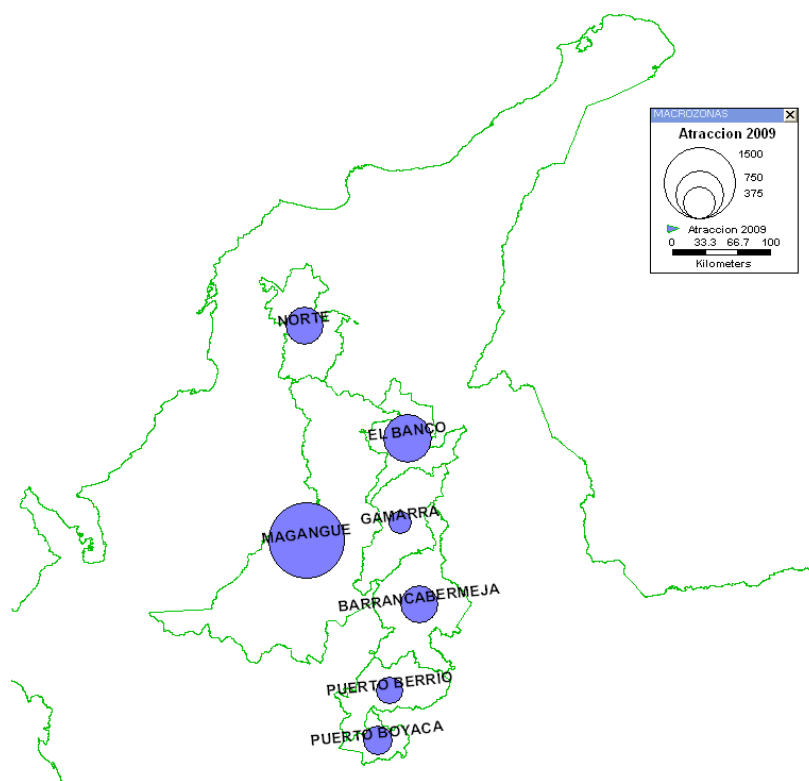 MACROZONAS
Atraccion 2009
1500
750
375
Atraccion 2009
0 33.3 66.7 100
Kilometers
NORTE
EL BANCO
GAMARRA
MAGANGUE
BARRANCABERMEJA
PUERTO BERRIO
PUERTO BOYACA